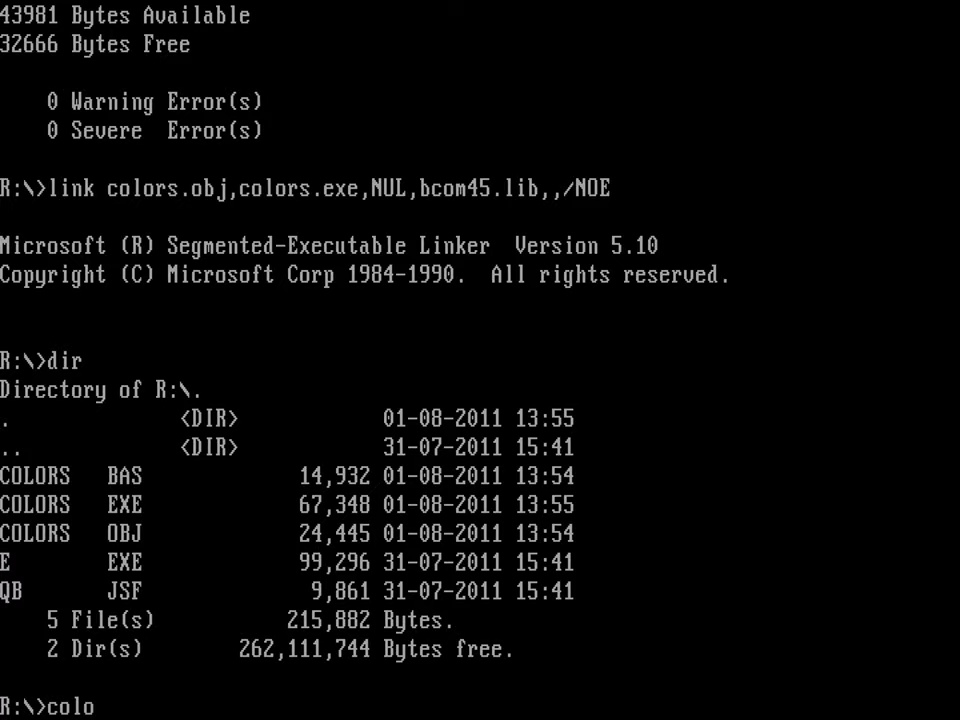 43981 Bytes Available
32666 Bytes Free
    0 Warning Error(s)
    0 Severe  Error(s)
R:\>link colors.obj,colors.exe,NUL,bcom45.lib,,/NOE
Microsoft (R) Segmented-Executable Linker  Version 5.10
Copyright (C) Microsoft Corp 1984-1990.  All rights reserved.
R:\>dir
Directory of R:\.
.              <DIR>            01-08-2011 13:55
..             <DIR>            31-07-2011 15:41
COLORS   BAS             14,932 01-08-2011 13:54
COLORS   EXE             67,348 01-08-2011 13:55
COLORS   OBJ             24,445 01-08-2011 13:54
E        EXE             99,296 31-07-2011 15:41
QB       JSF              9,861 31-07-2011 15:41
    5 File(s)           215,882 Bytes.
    2 Dir(s)        262,111,744 Bytes free.
R:\>colo